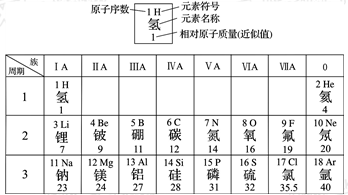 原子序数 1 H 元素符号
氢 元素名称
1 相对原子质量(近似值)
族 ⅠA ⅡA ⅢA ⅣA ⅤA ⅥA ⅦA 0
周期
1 1 H 2 He
氢 氦
1 4
2 3 Li 4 Be 5 B 6 C 7 N 8 O 9 F 10 Ne
锂 铍 硼 碳 氮 氧 氟 氖
7 9 11 12 14 16 19 20
3 11 Na 12 Mg 13 Al 14 Si 15 P 16 S 17 Cl 18 Ar
钠 镁 铝 硅 磷 硫 氯 氩
23 24 27 28 31 32 35.5 40